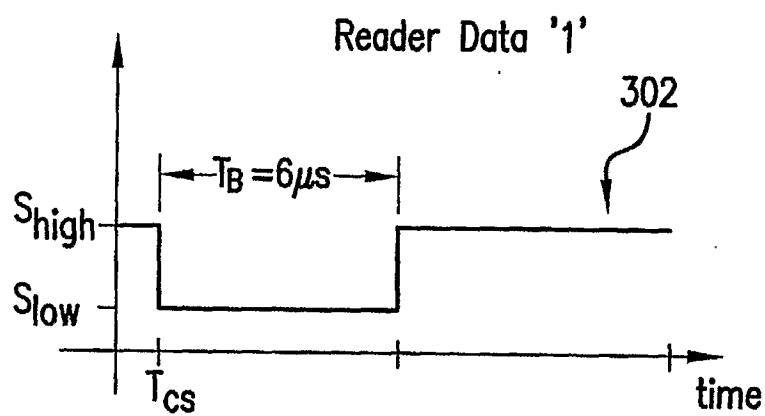 Reader Data '1'
302
T_B=6μs
S_high
S_low
T_cs
time